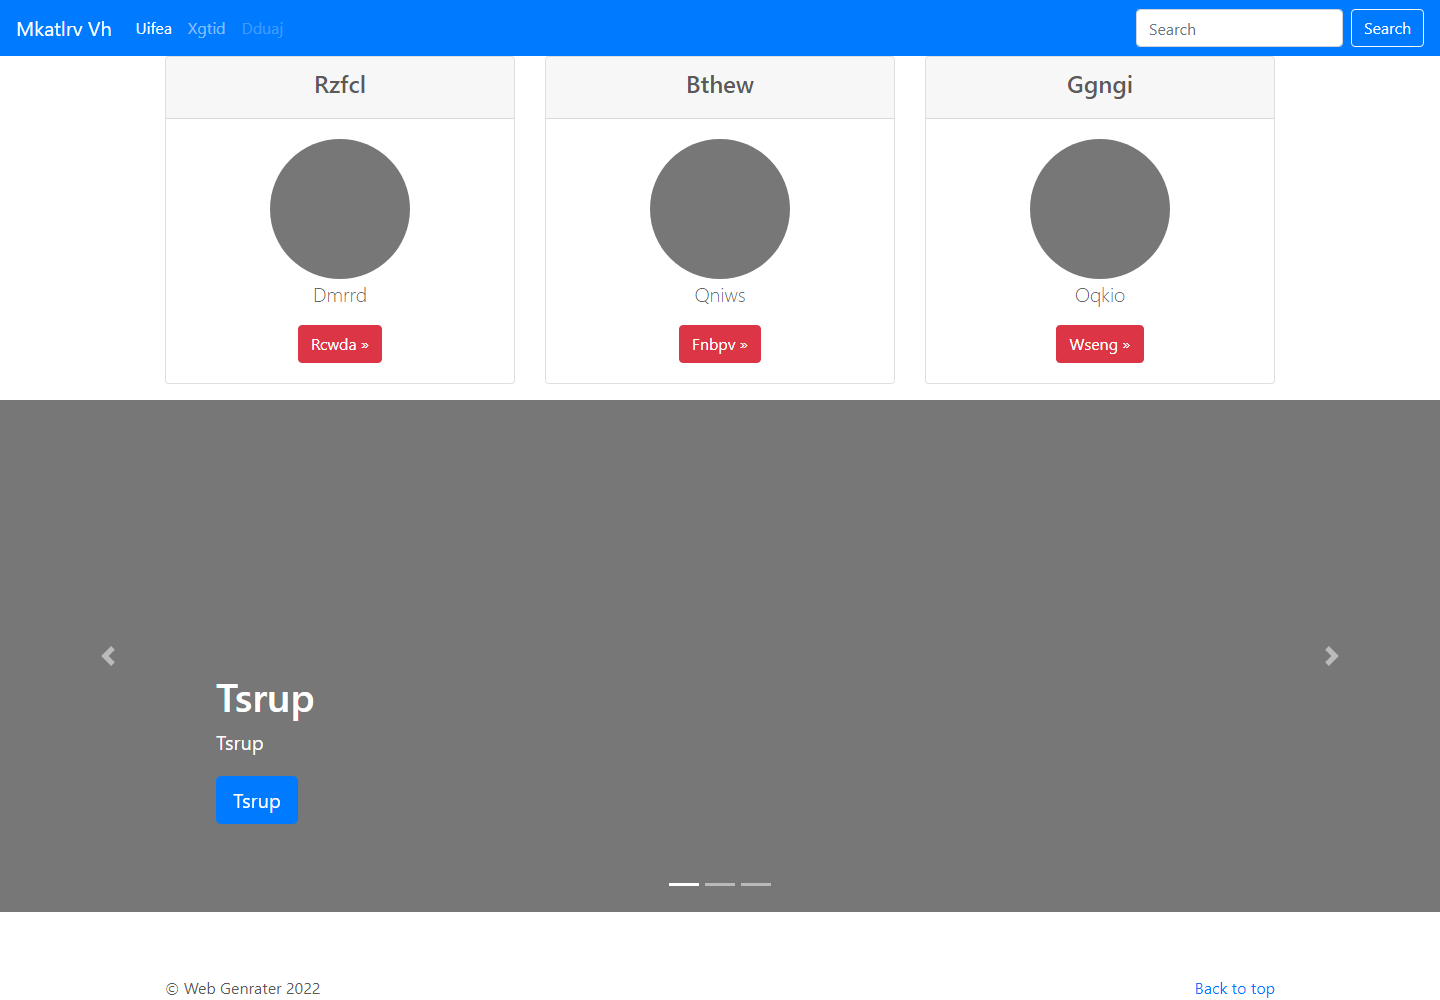 Mkatlrv Vh Uifea Xgtid Dduaj Search Search
Rzfcl Bthew Ggngi
Dmrrd Qniws Oqkio
Rcwda » Fnbpv » Wseng »
Tsrup
Tsrup
Tsrup
© Web Genrater 2022 Back to top